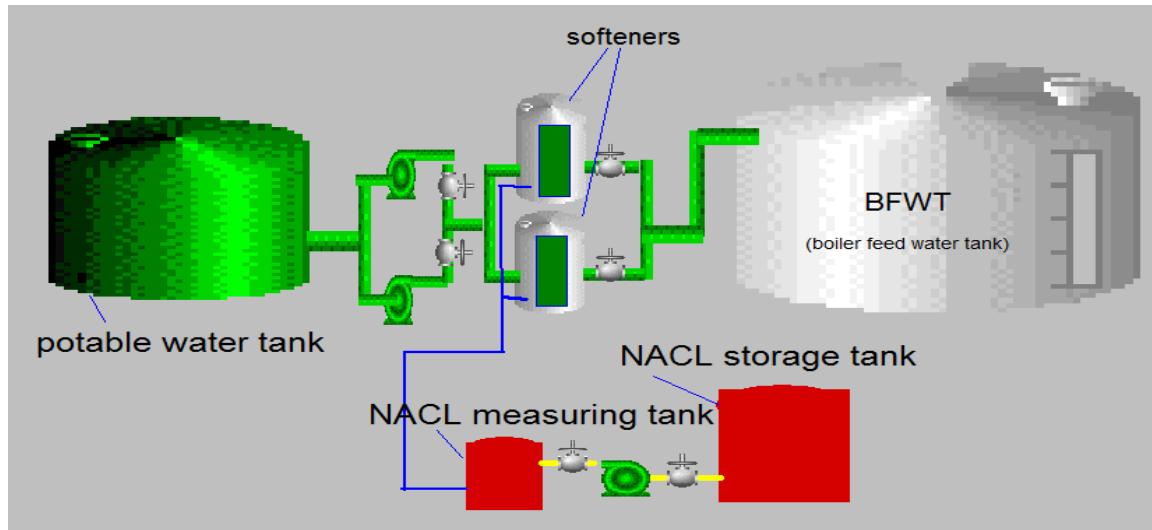 softeners
BFWT
(boiler feed water tank)
potable water tank
NACL storage tank
NACL measuring tank